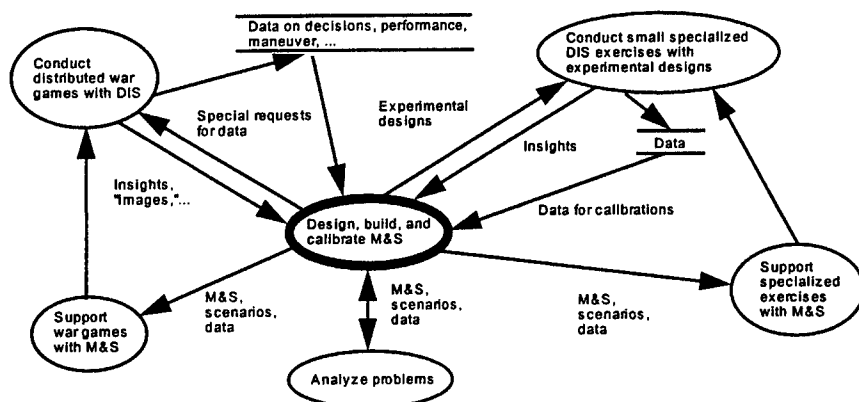 Conduct
distributed war
games with DIS
Data on decisions, performance,
maneuver, ...
Conduct small specialized
DIS exercises with
experimental designs
Special requests
for data
Experimental
designs
Insights
Data
Insights,
"images,"...
Design, build, and
calibrate M&S
Data for calibrations
Support
war games
with M&S
M&S,
scenarios,
data
M&S,
scenarios,
data
M&S,
scenarios,
data
Support
specialized
exercises
with M&S
Analyze problems